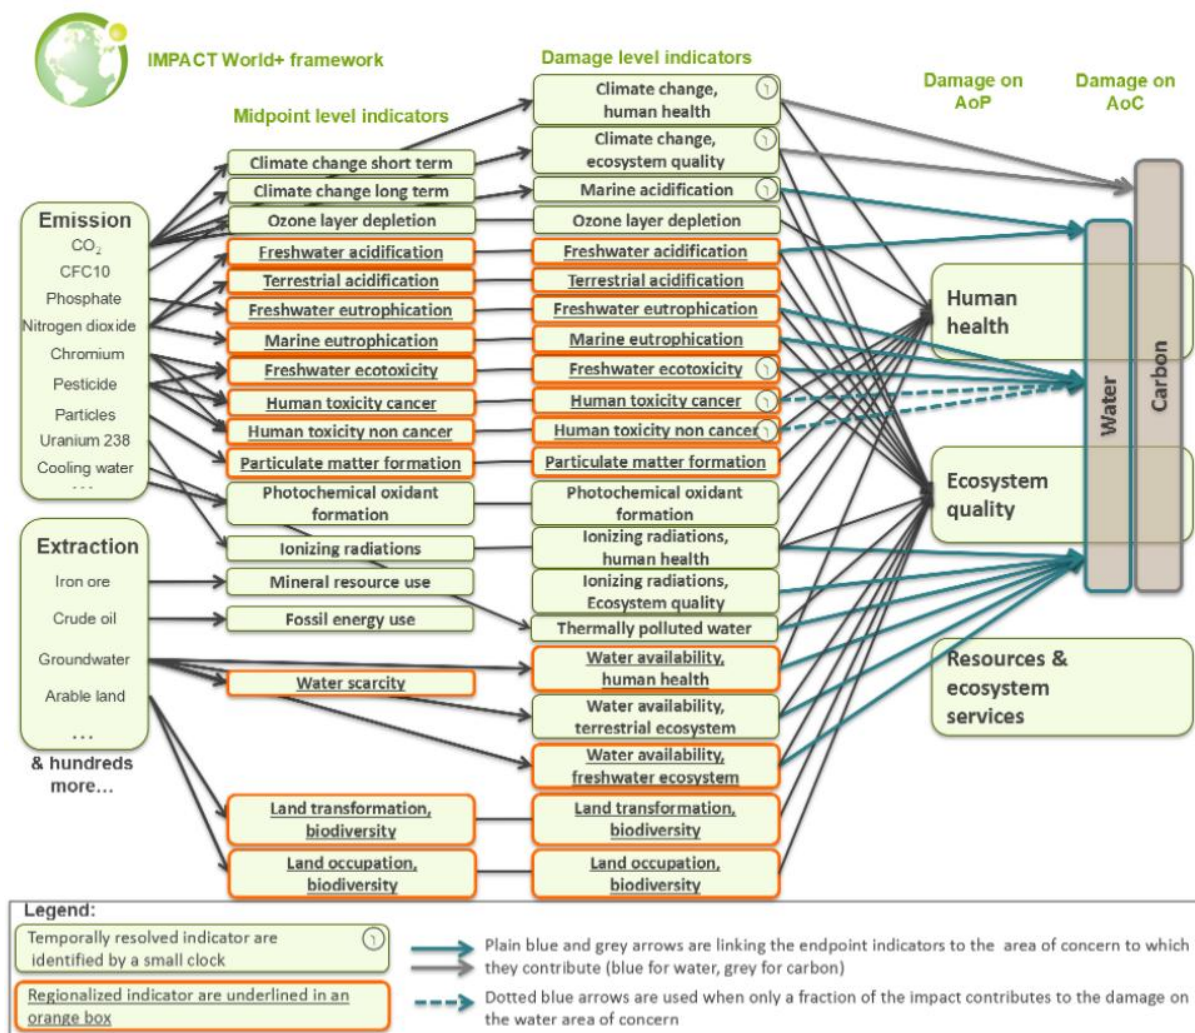 IMPACT World+ framework
Damage level indicators
Damage on
AoP
Damage on
AoC
Midpoint level indicators
Emission
CO₂
CFC10
Phosphate
Nitrogen dioxide
Chromium
Pesticide
Particles
Uranium 238
Cooling water
...
Extraction
Iron ore
Crude oil
Groundwater
Arable land
...
& hundreds
more...
Climate change short term
Climate change long term
Ozone layer depletion
Freshwater acidification
Terrestrial acidification
Freshwater eutrophication
Marine eutrophication
Freshwater ecotoxicity
Human toxicity cancer
Human toxicity non cancer
Particulate matter formation
Photochemical oxidant
formation
Ionizing radiations
Mineral resource use
Fossil energy use
Water scarcity
Land transformation,
biodiversity
Land occupation,
biodiversity
Climate change,
human health
Climate change,
ecosystem quality
Marine acidification
Ozone layer depletion
Freshwater acidification
Terrestrial acidification
Freshwater eutrophication
Marine eutrophication
Freshwater ecotoxicity
Human toxicity cancer
Human toxicity non cancer
Particulate matter formation
Photochemical oxidant
formation
Ionizing radiations,
human health
Ionizing radiations,
Ecosystem quality
Thermally polluted water
Water availability,
human health
Water availability,
terrestrial ecosystem
Water availability,
freshwater ecosystem
Land transformation,
biodiversity
Land occupation,
biodiversity
Human
health
Ecosystem
quality
Resources &
ecosystem
services
Water
Carbon
Legend:
Temporally resolved indicator are
identified by a small clock
Regionalized indicator are underlined in an
orange box
Plain blue and grey arrows are linking the endpoint indicators to the area of concern to which
they contribute (blue for water, grey for carbon)
Dotted blue arrows are used when only a fraction of the impact contributes to the damage on
the water area of concern